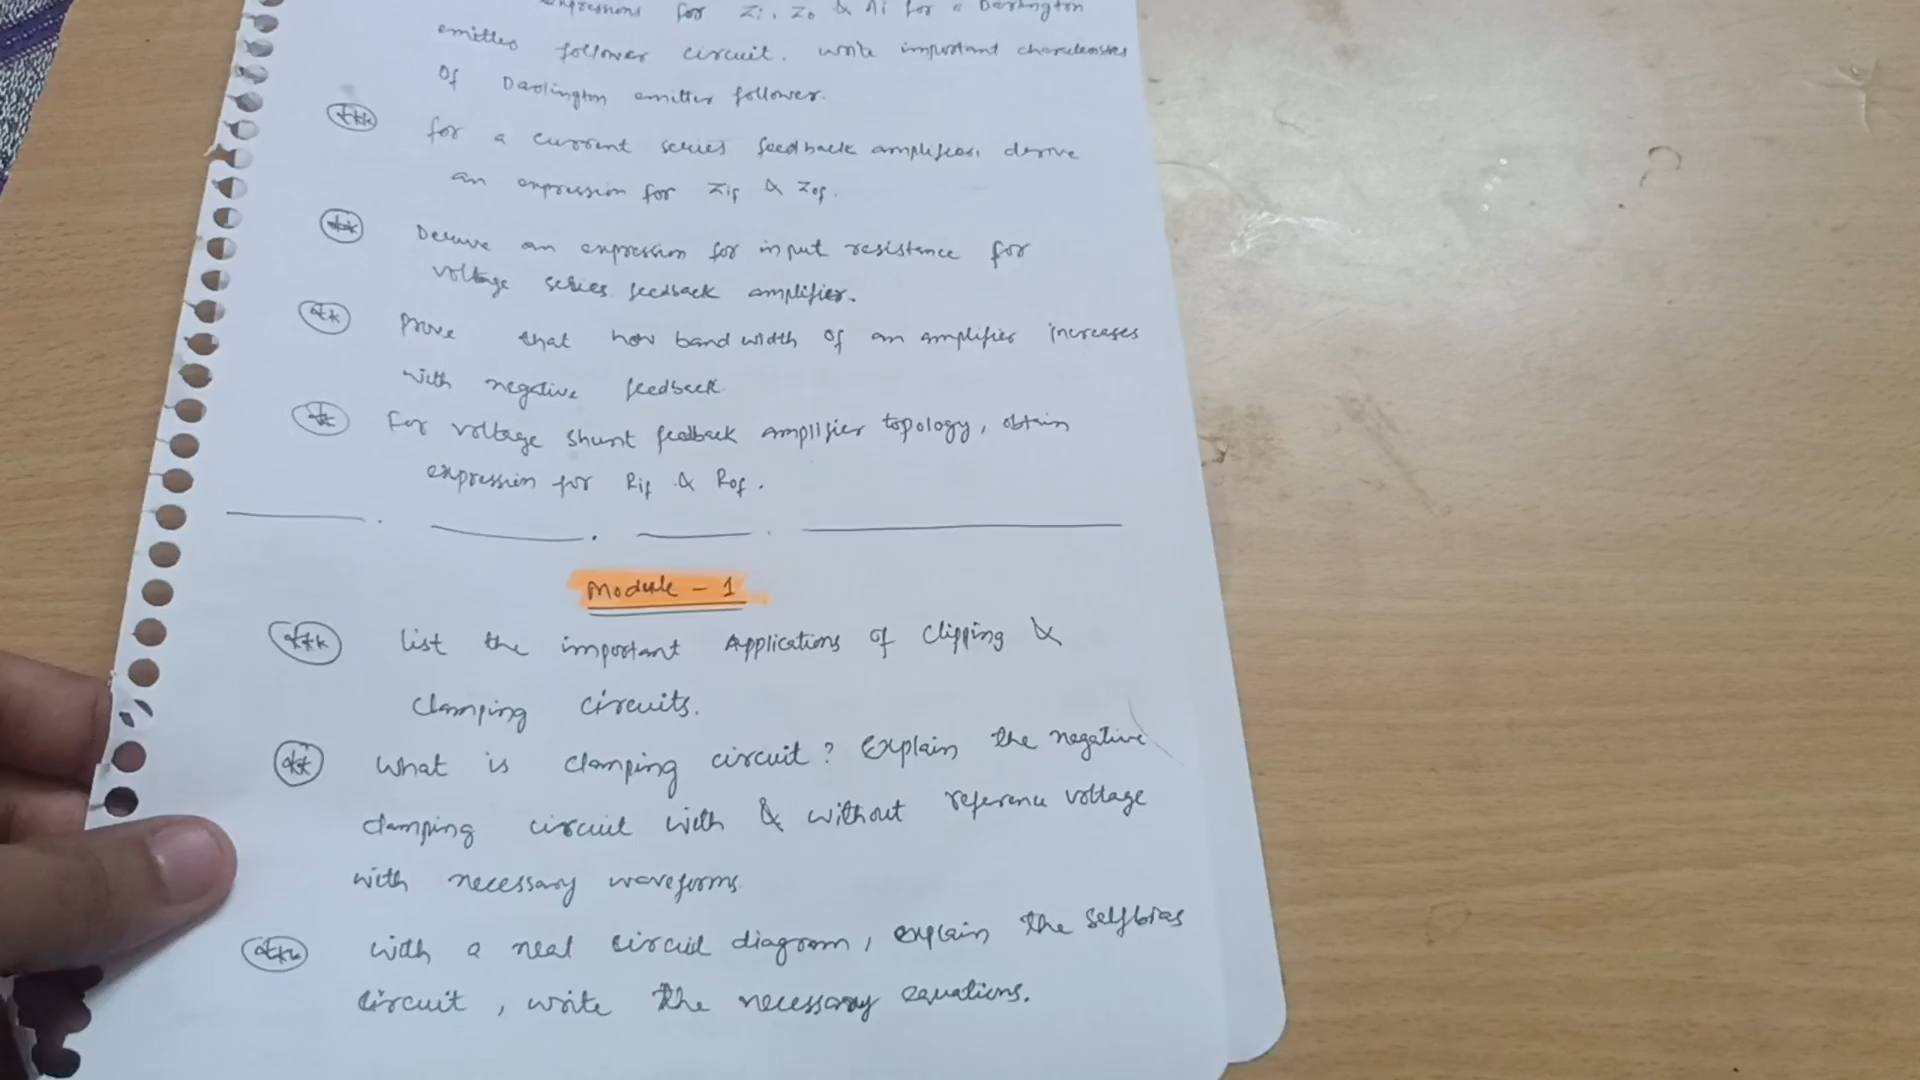 expressions for Zi, Zo & Ai for a Darlington
emitter follower circuit. write important
of Darlington emitter follower.
*** for a current series feedback amplifier, derive
an expression for Zif & Zof.
** Derive an expression for input resistance for
voltage series feedback amplifier.
** Prove that how band width of an amplifier increases
with negative feedback
** For voltage shunt feedback amplifier topology, obtain
expression for Rif & Rof.
Module - 1
*** List the important Applications of clipping &
clamping circuits.
** What is clamping circuit? Explain the negative
clamping circuit with & without reference voltage
with necessary waveforms
*** with a neat circuit diagram, explain the selfbias
circuit, write the necessary equations.